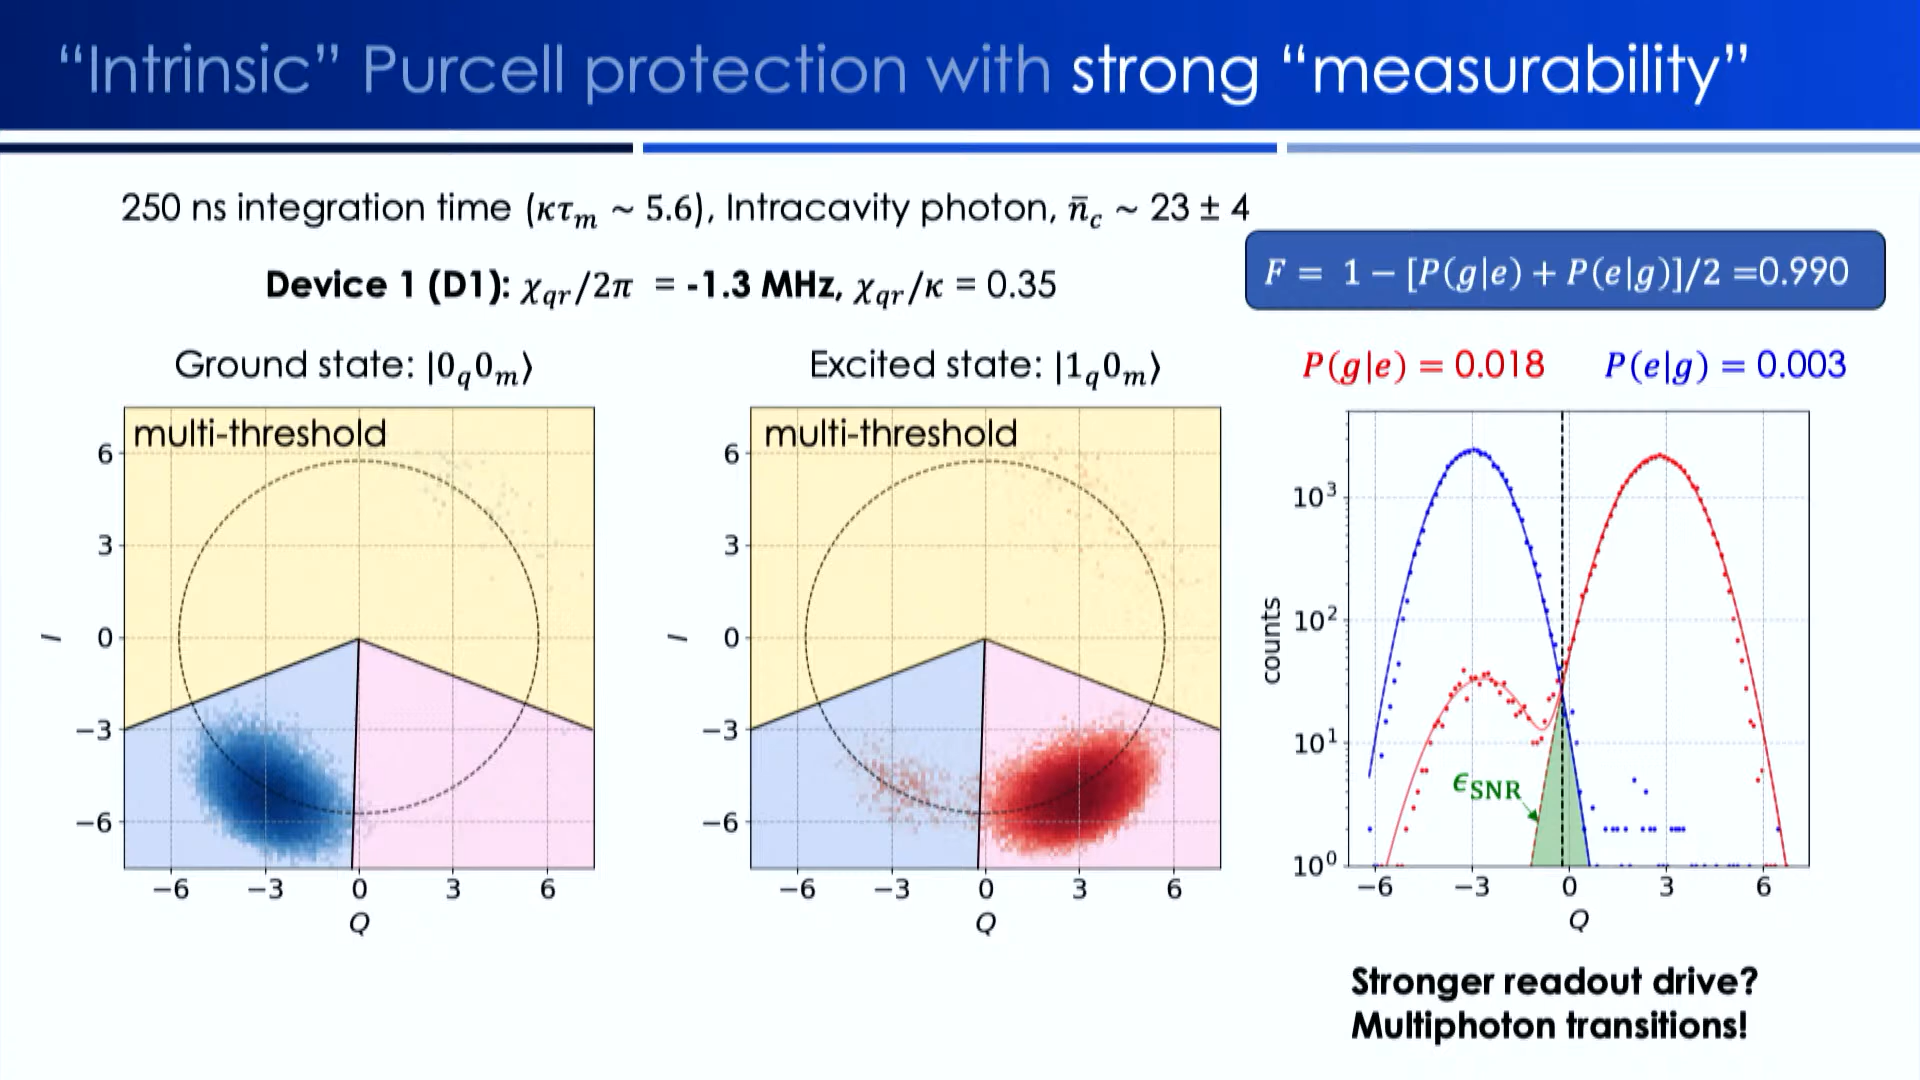 “Intrinsic” Purcell protection with strong “measurability”
250 ns integration time (κτₘ ~ 5.6), Intracavity photon, n̄_c ~ 23 ± 4
F = 1 − [P(g|e) + P(e|g)]/2 =0.990
Device 1 (D1): χ_qr/2π = -1.3 MHz, χ_qr/κ = 0.35
Ground state: |0_q0_m⟩
Excited state: |1_q0_m⟩
P(g|e) = 0.018
P(e|g) = 0.003
multi-threshold
6
3
0
−3
−6
I
−6 −3 0 3 6
Q
multi-threshold
6
3
0
−3
−6
I
−6 −3 0 3 6
Q
10³
10²
10¹
10⁰
counts
ϵ_SNR
−6 −3 0 3 6
Q
Stronger readout drive?
Multiphoton transitions!